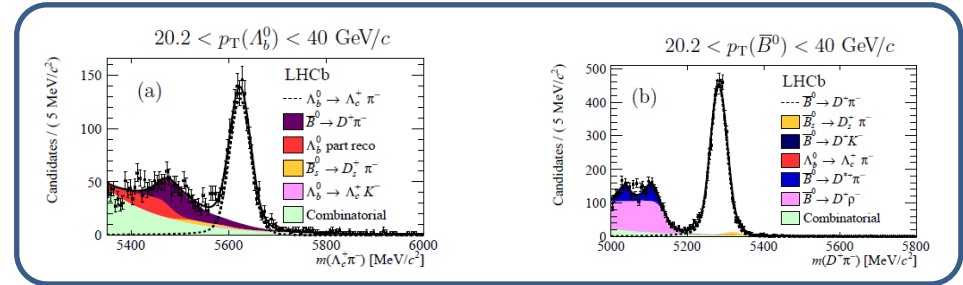 20.2 < p_T(Λ_b^0) < 40 GeV/c
Candidates / ( 5 MeV/c²)
150
100
50
0
(a)
LHCb
Λ_b^0 → Λ_c^+ π^-
B̅^0 → D^+ π^-
Λ_b^0 part reco
B̅_s^0 → D_s^+ π^-
Λ_b^0 → Λ_c^+ K^-
Combinatorial
5400
5600
5800
6000
m(Λ_c^+π^-) [MeV/c²]
20.2 < p_T(B̅^0) < 40 GeV/c
Candidates / ( 5 MeV/c²)
500
400
300
200
100
0
(b)
LHCb
B̅^0 → D^+ π^-
B̅_s^0 → D_s^+ π^-
B̅^0 → D^+ K^-
Λ_b^0 → Λ_c^+ π^-
B̅^0 → D^{*+} π^-
B̅^0 → D^+ ρ^-
Combinatorial
5000
5200
5400
5600
5800
m(D^+π^-) [MeV/c²]